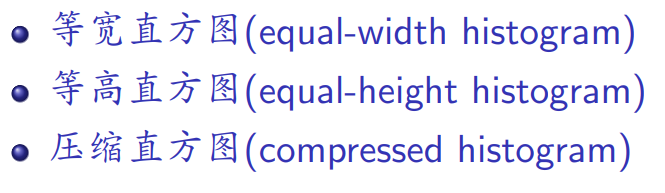 等宽直方图(equal-width histogram)
等高直方图(equal-height histogram)
压缩直方图(compressed histogram)